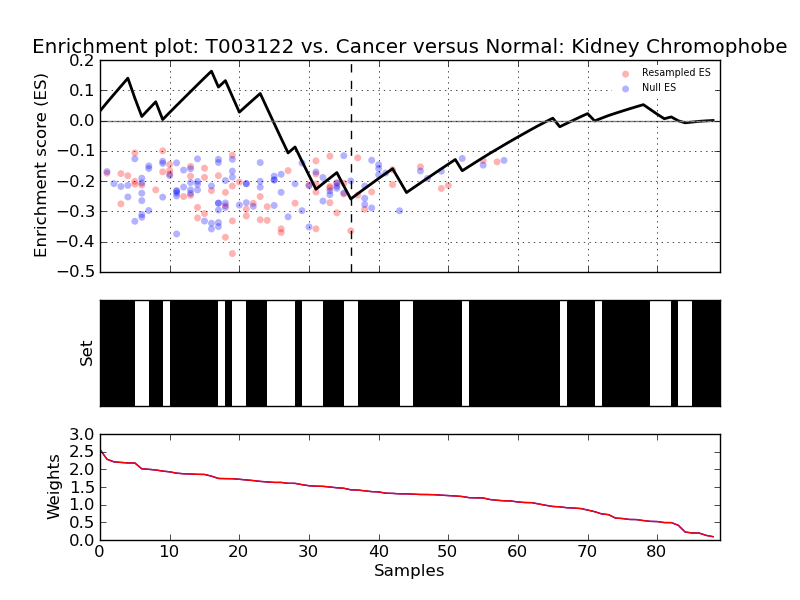 Enrichment plot: T003122 vs. Cancer versus Normal: Kidney Chromophobe
0.2
0.1
0.0
−0.1
−0.2
−0.3
−0.4
−0.5
Enrichment score (ES)
Resampled ES
Null ES
Set
3.0
2.5
2.0
1.5
1.0
0.5
0.0
Weights
0 10 20 30 40 50 60 70 80
Samples